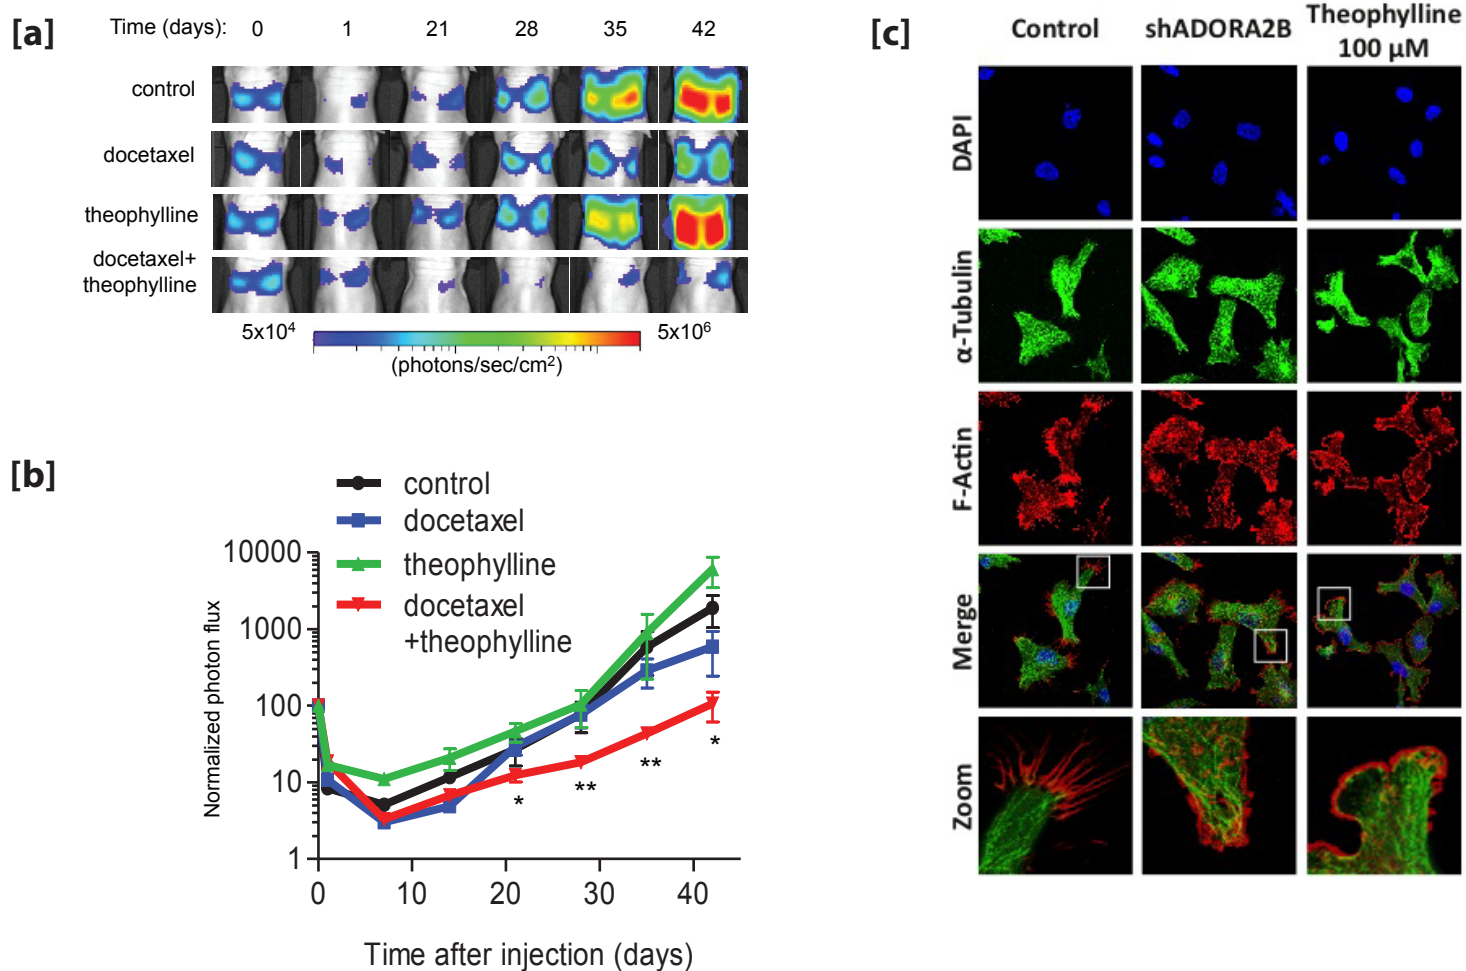 [a]
Time (days): 0 1 21 28 35 42
control
docetaxel
theophylline
docetaxel+
theophylline
5x10⁴ 5x10⁶
(photons/sec/cm²)
[b]
control
docetaxel
theophylline
docetaxel
+theophylline
Normalized photon flux
10000
1000
100
10
1
* ** ** *
0 10 20 30 40
Time after injection (days)
[c]
Control shADORA2B Theophylline
100 µM
DAPI
α-Tubulin
F-Actin
Merge
Zoom